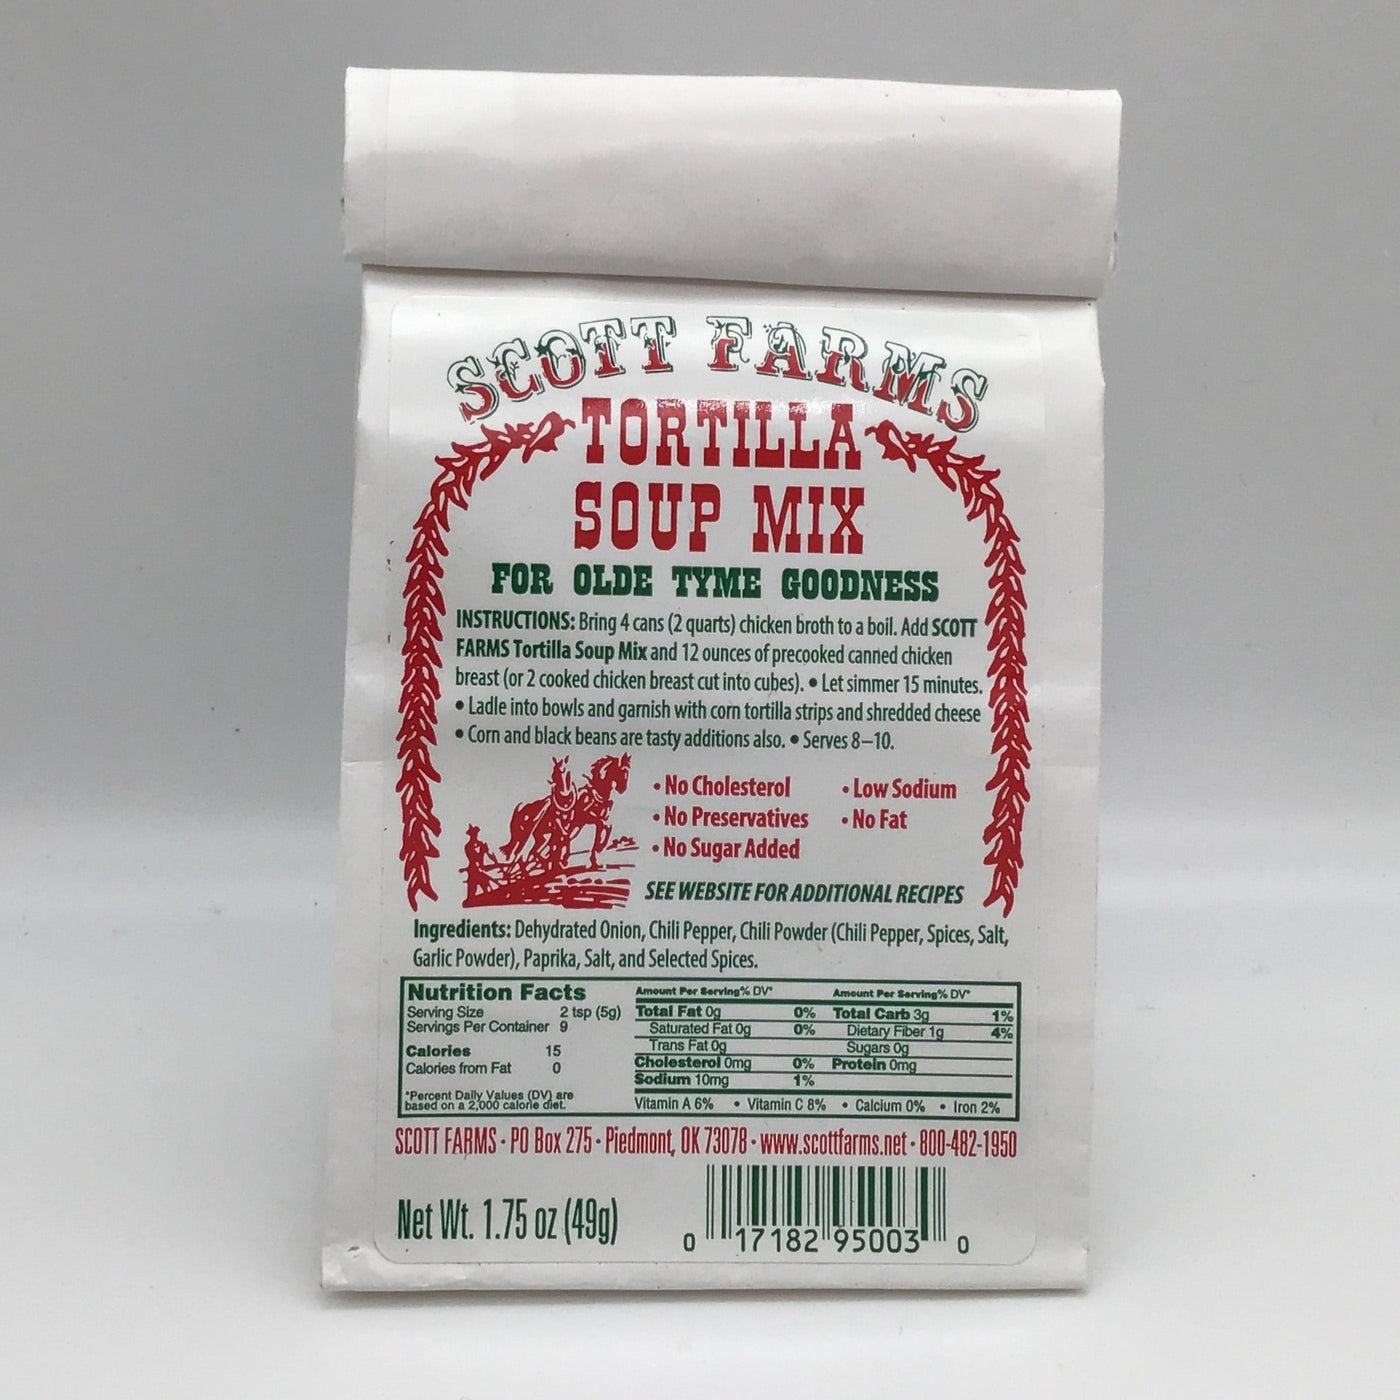 SCOTT FARMS
TORTILLA
SOUP MIX
FOR OLDE TYME GOODNESS
INSTRUCTIONS: Bring 4 cans (2 quarts) chicken broth to a boil. Add SCOTT
FARMS Tortilla Soup Mix and 12 ounces of precooked canned chicken
breast (or 2 cooked chicken breast cut into cubes). • Let simmer 15 minutes.
• Ladle into bowls and garnish with corn tortilla strips and shredded cheese
• Corn and black beans are tasty additions also. • Serves 8–10.
• No Cholesterol • Low Sodium
• No Preservatives • No Fat
• No Sugar Added
SEE WEBSITE FOR ADDITIONAL RECIPES
Ingredients: Dehydrated Onion, Chili Pepper, Chili Powder (Chili Pepper, Spices, Salt,
Garlic Powder), Paprika, Salt, and Selected Spices.
Nutrition Facts
Serving Size 2 tsp (5g)
Servings Per Container 9
Calories 15
Calories from Fat 0
*Percent Daily Values (DV) are
based on a 2,000 calorie diet.
Amount Per Serving% DV*
Total Fat 0g 0%
Saturated Fat 0g 0%
Trans Fat 0g
Cholesterol 0mg 0%
Sodium 10mg 1%
Amount Per Serving% DV*
Total Carb 3g 1%
Dietary Fiber 1g 4%
Sugars 0g
Protein 0mg
Vitamin A 6% • Vitamin C 8% • Calcium 0% • Iron 2%
SCOTT FARMS • PO Box 275 • Piedmont, OK 73078 • www.scottfarms.net • 800-482-1950
Net Wt. 1.75 oz (49g)
0 17182 95003 0